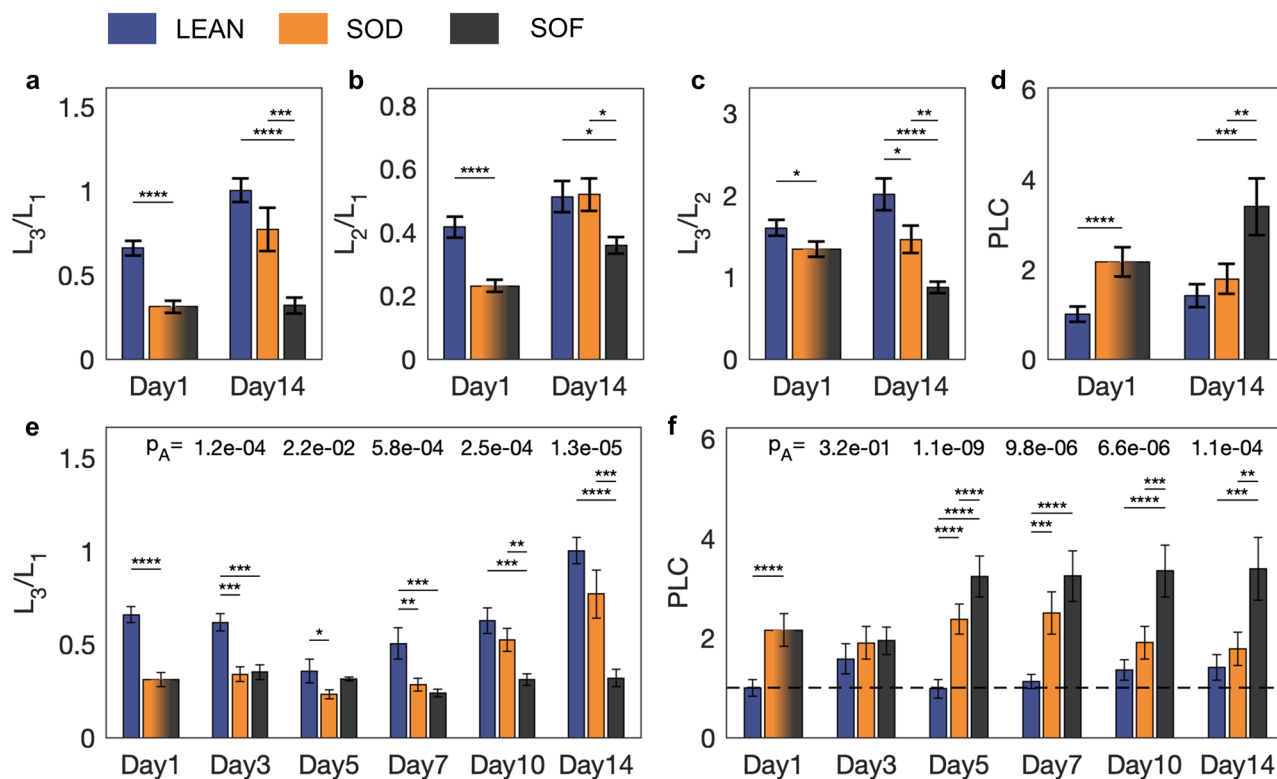 LEAN SOD SOF
a
L3/L1
1.5
1
0.5
0
****
***
****
Day1 Day14
b
L2/L1
0.8
0.6
0.4
0.2
0
****
*
*
Day1 Day14
c
L3/L2
3
2
1
0
*
**
****
*
Day1 Day14
d
PLC
6
4
2
0
****
**
***
Day1 Day14
e
L3/L1
1.5
1
0.5
0
pA= 1.2e-04 2.2e-02 5.8e-04 2.5e-04 1.3e-05
****
***
***
*
***
**
**
***
***
****
Day1 Day3 Day5 Day7 Day10 Day14
f
PLC
6
4
2
0
pA= 3.2e-01 1.1e-09 9.8e-06 6.6e-06 1.1e-04
****
****
****
****
****
***
***
****
**
***
Day1 Day3 Day5 Day7 Day10 Day14